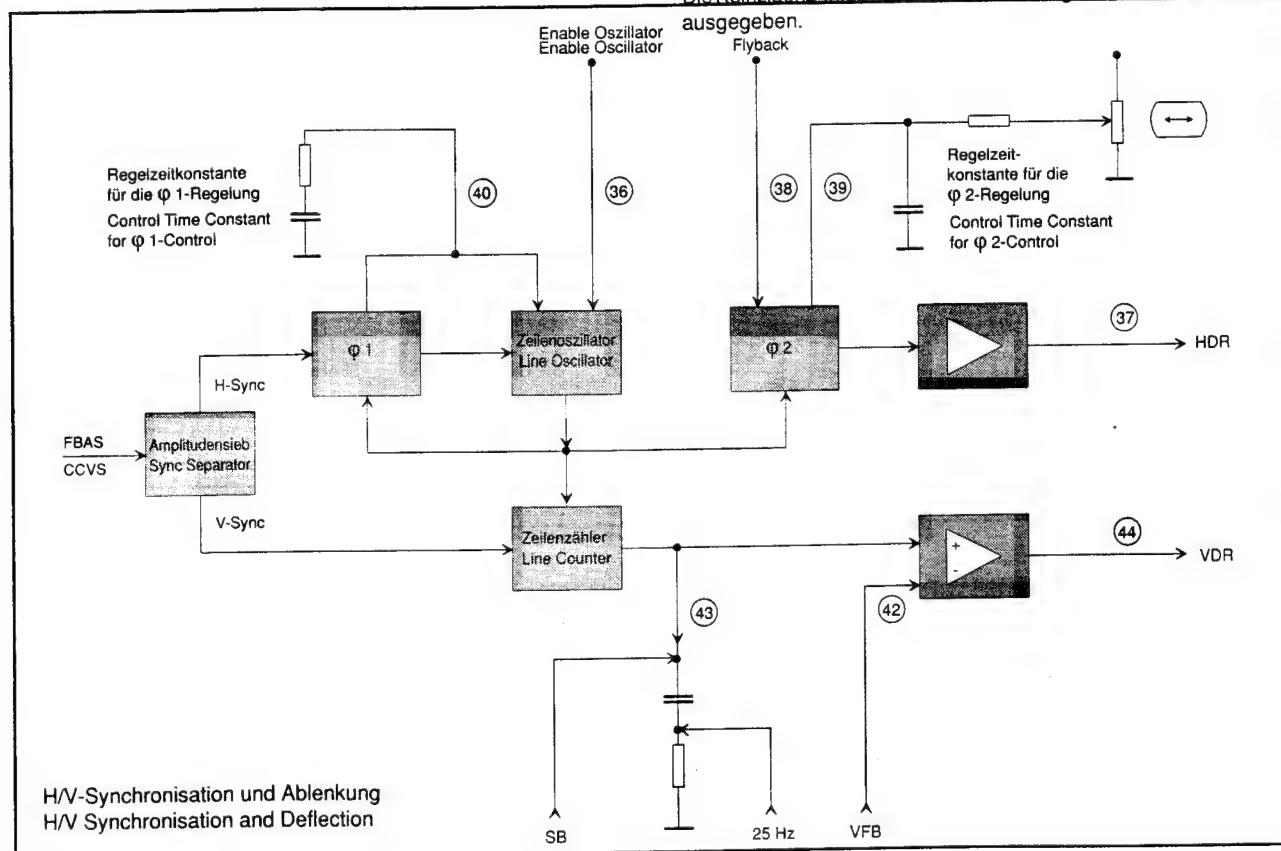 ausgegeben.
Enable Oszillator
Enable Oscillator
Flyback
Regelzeitkonstante
für die φ 1-Regelung
Control Time Constant
for φ 1-Control
40
36
38
39
Regelzeit-
konstante für die
φ 2-Regelung
Control Time Constant
for φ 2-Control
φ 1
Zeilenoszillator
Line Oscillator
φ 2
37
HDR
H-Sync
FBAS
CCVS
Amplitudensieb
Sync Separator
V-Sync
Zeilenzähler
Line Counter
+
-
44
VDR
43
42
H/V-Synchronisation und Ablenkung
H/V Synchronisation and Deflection
SB
25 Hz
VFB